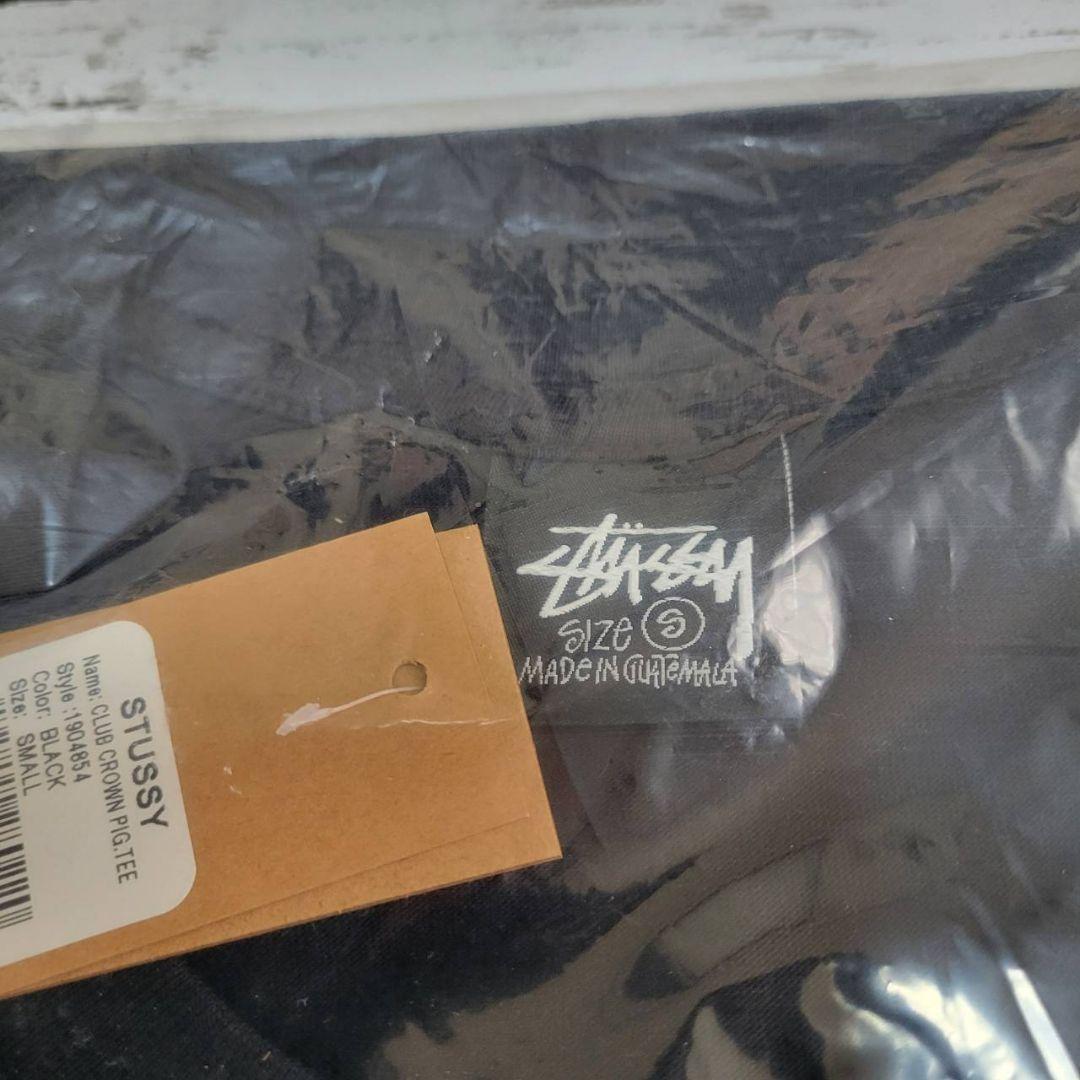 STÜSSY
SIZE S
MADE IN GUATEMALA
STUSSY
Name: CLUB CROWN PIG.TEE
Style :1904854
Color: BLACK
Size: SMALL